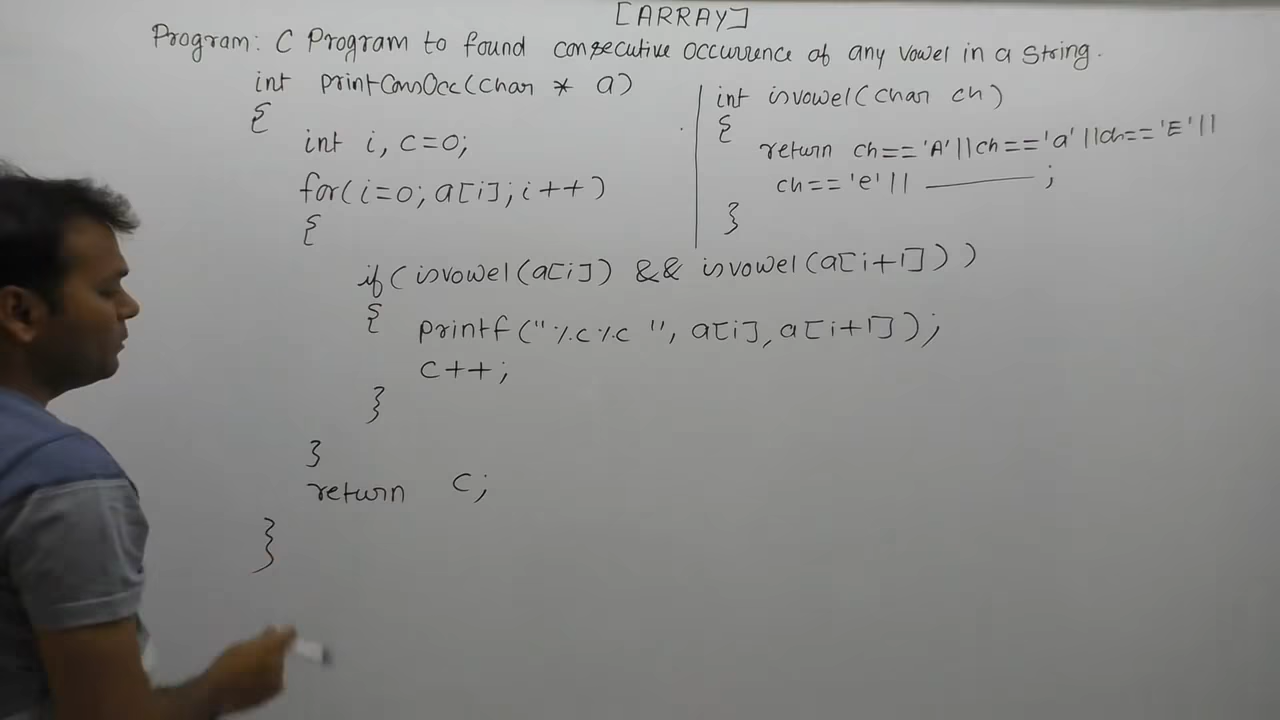 [ARRAY]
Program: C Program to found consecutive occurrence of any vowel in a string.
int printConsOcc(char * a)
{
int i, c=0;
for(i=0; a[i]; i++)
{
if( isvowel(a[i]) && isvowel(a[i+1]) )
{
printf("%c%c ", a[i], a[i+1]);
c++;
}
}
return c;
}
int isvowel(char ch)
{
return ch=='A'||ch=='a'||ch=='E'||
ch=='e'|| ————— ;
}